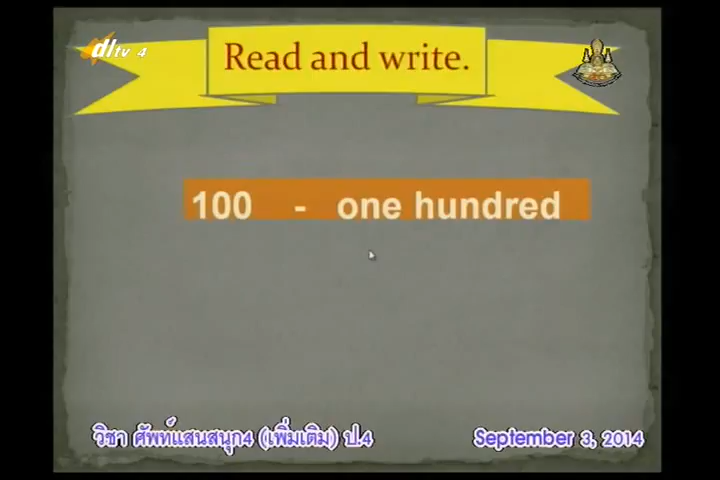 dltv 4
Read and write.
100 - one hundred
วิชา ศัพท์แสนสนุก4 (เพิ่มเติม) ป.4
September 3, 2014